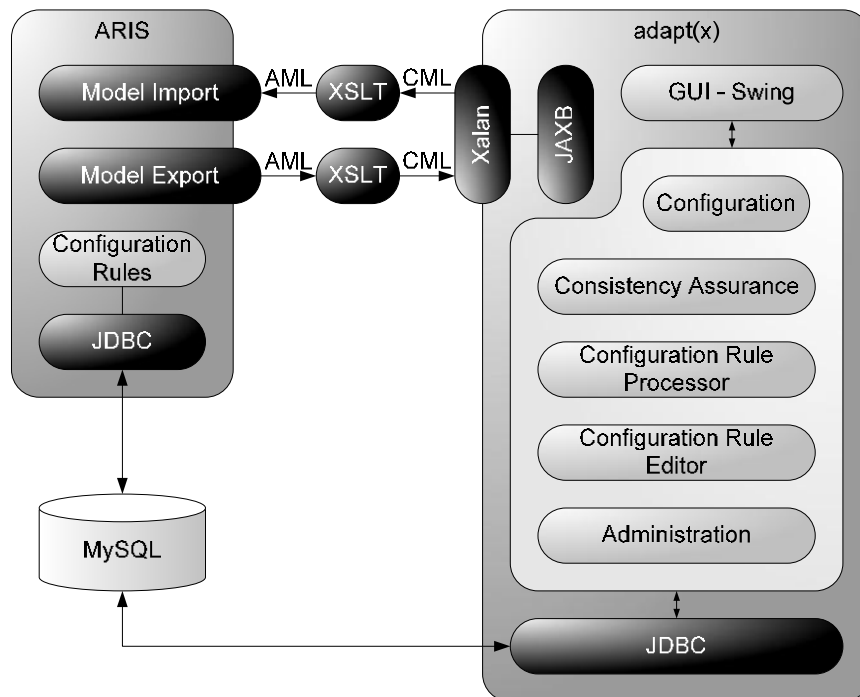 ARIS
Model Import
AML
XSLT
CML
Model Export
AML
XSLT
CML
Configuration
Rules
JDBC
MySQL
adapt(x)
Xalan
JAXB
GUI - Swing
Configuration
Consistency Assurance
Configuration Rule
Processor
Configuration Rule
Editor
Administration
JDBC